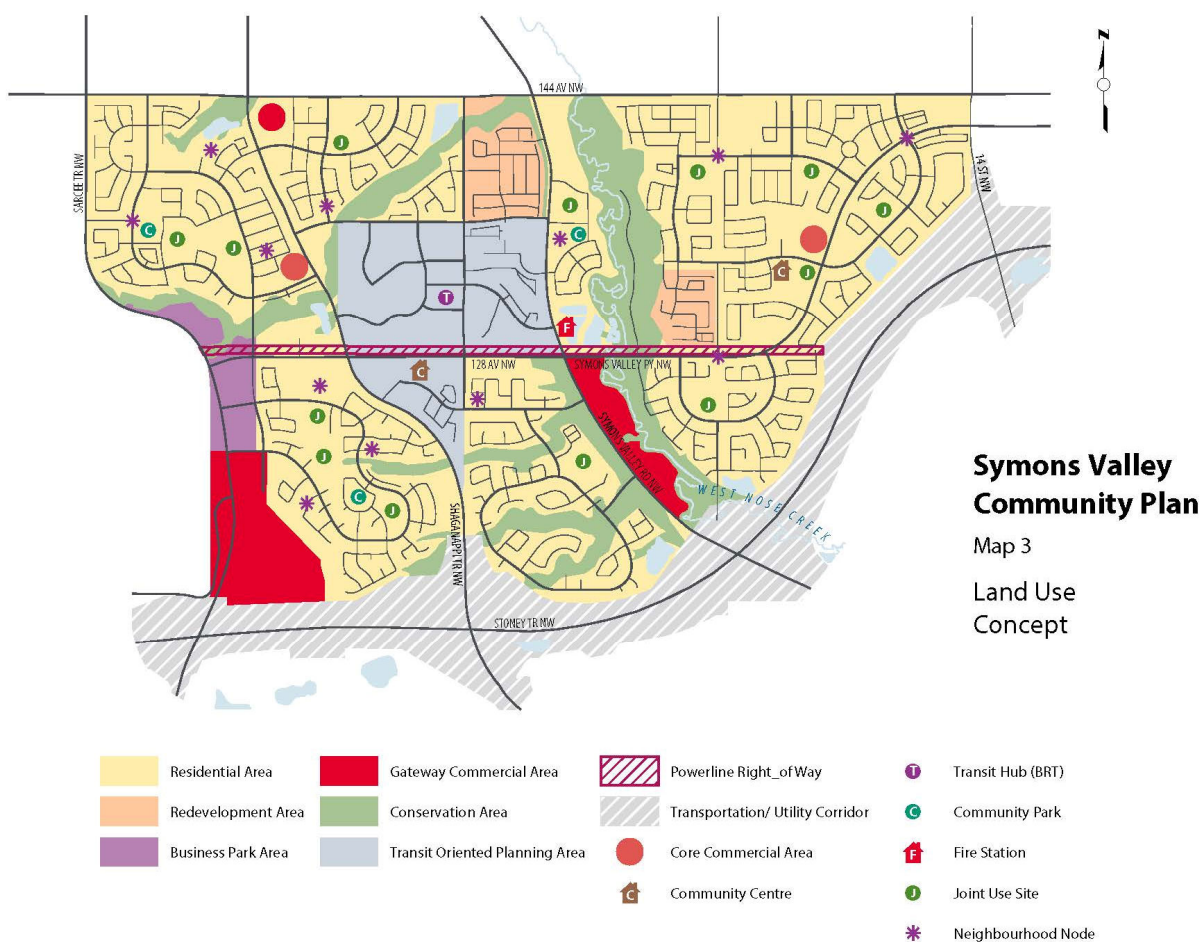 N
144 AV NW
SARCEE TR NW
14 ST NW
J
J
J
C
J
J
J
C
J
J
C
J
T
F
128 AV NW
SYMONS VALLEY PY NW
C
J
J
J
J
C
J
SYMONS VALLEY RD NW
WEST NOSE CREEK
SHAGANAPPI TR NW
STONEY TR NW
Symons Valley
Community Plan
Map 3
Land Use
Concept
Residential Area
Gateway Commercial Area
Powerline Right_of Way
T Transit Hub (BRT)
Redevelopment Area
Conservation Area
Transportation/ Utility Corridor
C Community Park
Business Park Area
Transit Oriented Planning Area
Core Commercial Area
F Fire Station
C Community Centre
J Joint Use Site
Neighbourhood Node